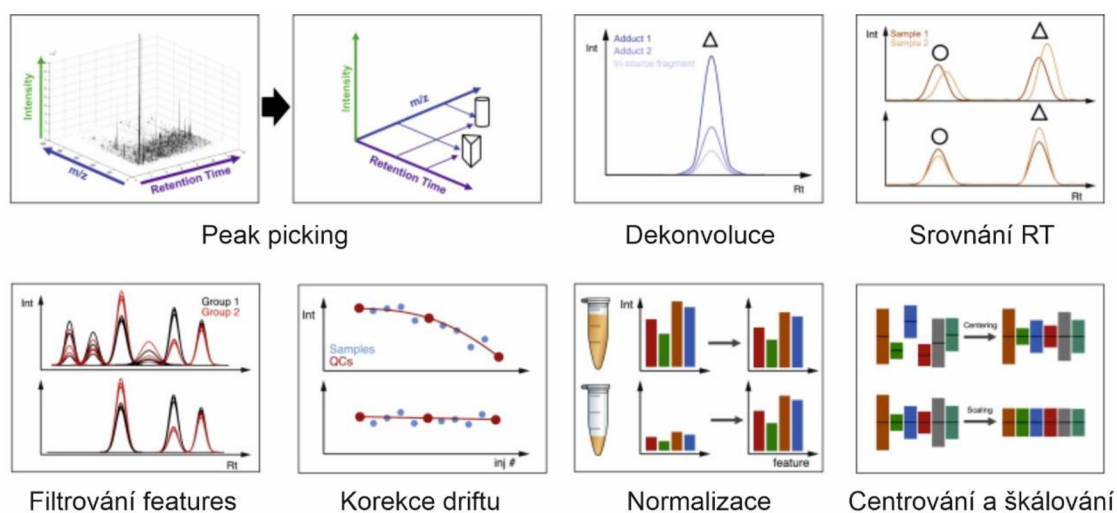 Intensity
m/z
Retention Time
Intensity
m/z
Retention Time
Peak picking
Int
Adduct 1
Adduct 2
In-source fragment
Rt
Dekonvoluce
Int
Sample 1
Sample 2
Rt
Srovnání RT
Int
Group 1
Group 2
Rt
Filtrování features
Int
Samples
QCs
inj #
Korekce driftu
Int
feature
Normalizace
Centering
Scaling
Centrování a škálování